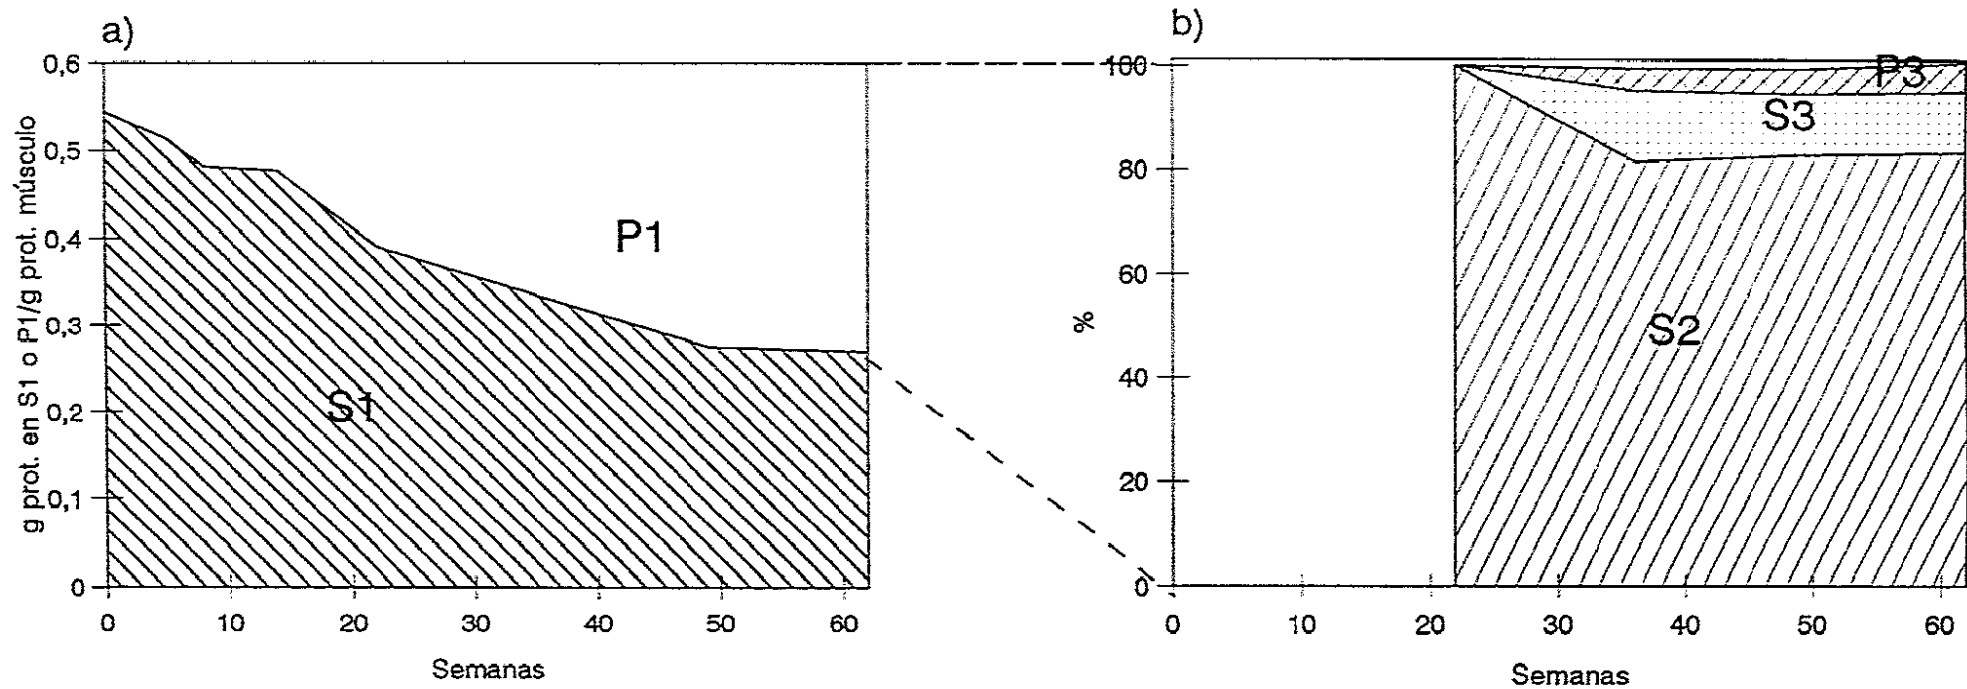 a)
g prot. en S1 o P1/g prot. músculo
0,6
0,5
0,4
0,3
0,2
0,1
0
P1
S1
0 10 20 30 40 50 60
Semanas
b)
%
100
80
60
40
20
0
P3
S3
S2
0 10 20 30 40 50 60
Semanas